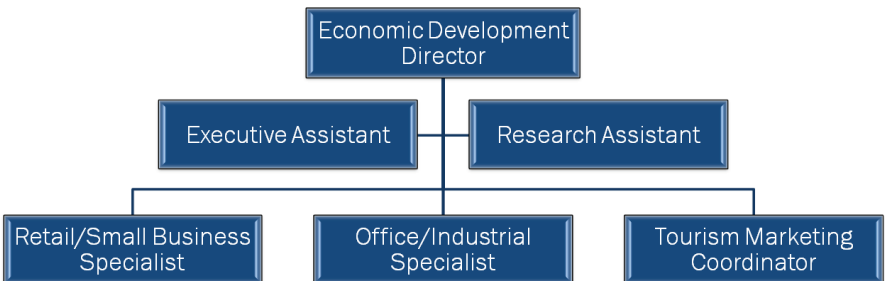 Economic Development
Director
Executive Assistant
Research Assistant
Retail/Small Business
Specialist
Office/Industrial
Specialist
Tourism Marketing
Coordinator